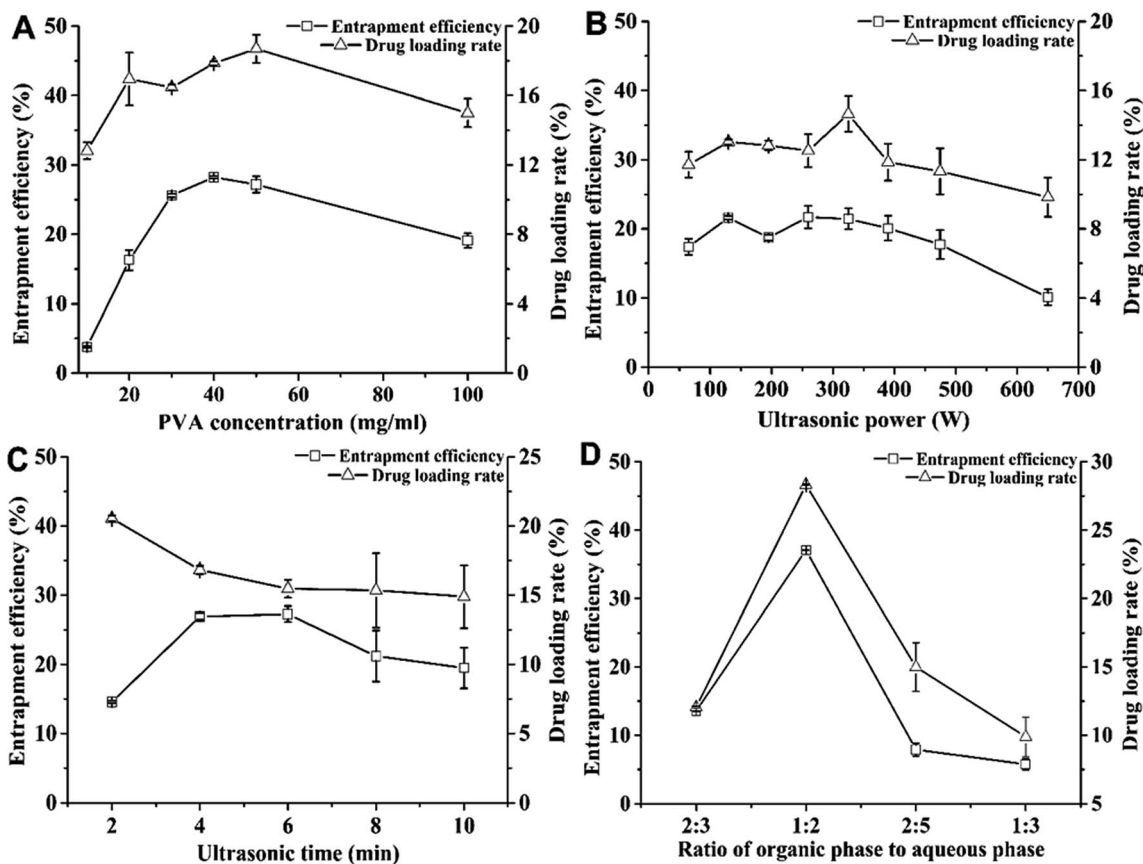 A
Entrapment efficiency
Drug loading rate
Entrapment efficiency (%)
50
40
30
20
10
0
20
16
12
8
4
0
Drug loading rate (%)
20 40 60 80 100
PVA concentration (mg/ml)
B
Entrapment efficiency
Drug loading rate
Entrapment efficiency (%)
50
40
30
20
10
0
20
16
12
8
4
0
Drug loading rate (%)
0 100 200 300 400 500 600 700
Ultrasonic power (W)
C
Entrapment efficiency
Drug loading rate
Entrapment efficiency (%)
50
40
30
20
10
0
25
20
15
10
5
0
Drug loading rate (%)
2 4 6 8 10
Ultrasonic time (min)
D
Entrapment efficiency
Drug loading rate
Entrapment efficiency (%)
50
40
30
20
10
0
30
25
20
15
10
5
Drug loading rate (%)
2:3 1:2 2:5 1:3
Ratio of organic phase to aqueous phase